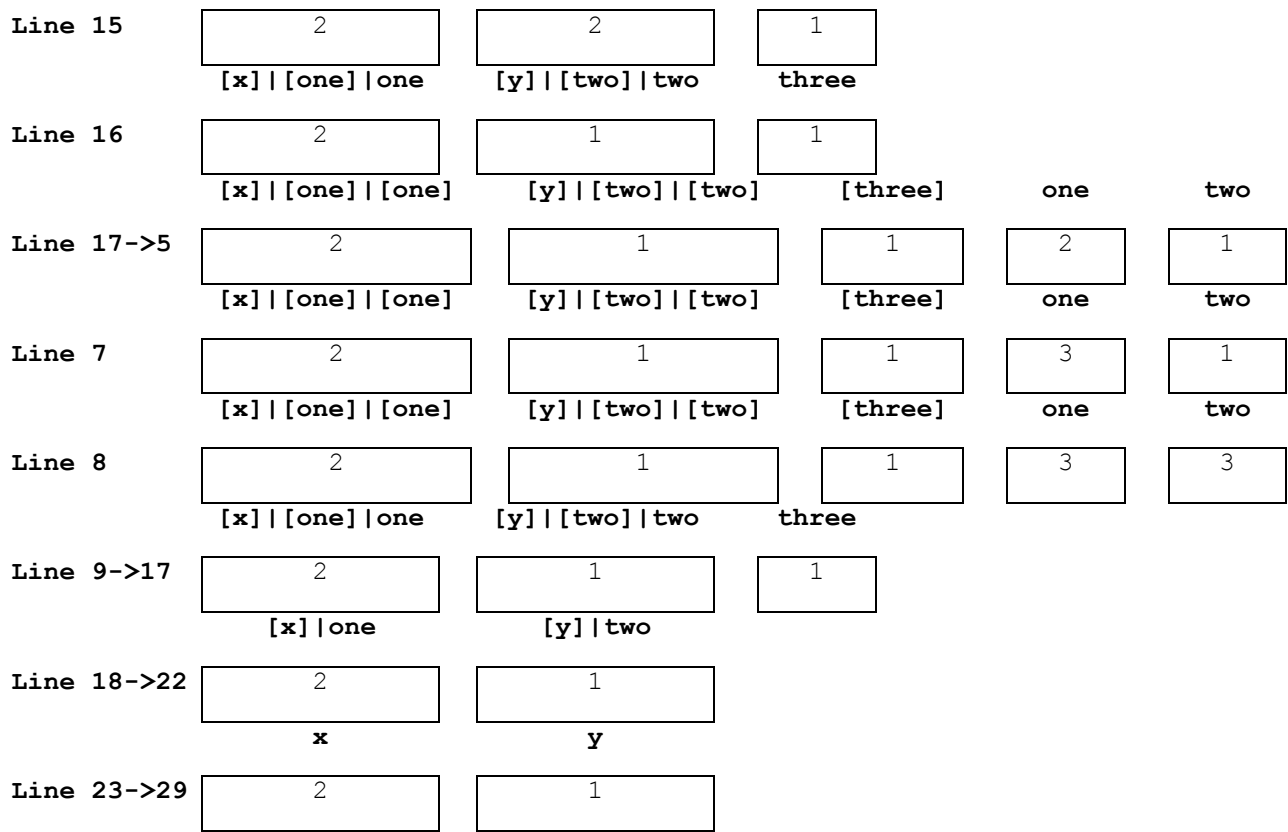 Line 15 2 2 1
[x]|[one]|one [y]|[two]|two three
Line 16 2 1 1
[x]|[one]|[one] [y]|[two]|[two] [three] one two
Line 17->5 2 1 1 2 1
[x]|[one]|[one] [y]|[two]|[two] [three] one two
Line 7 2 1 1 3 1
[x]|[one]|[one] [y]|[two]|[two] [three] one two
Line 8 2 1 1 3 3
[x]|[one]|one [y]|[two]|two three
Line 9->17 2 1 1
[x]|one [y]|two
Line 18->22 2 1
x y
Line 23->29 2 1